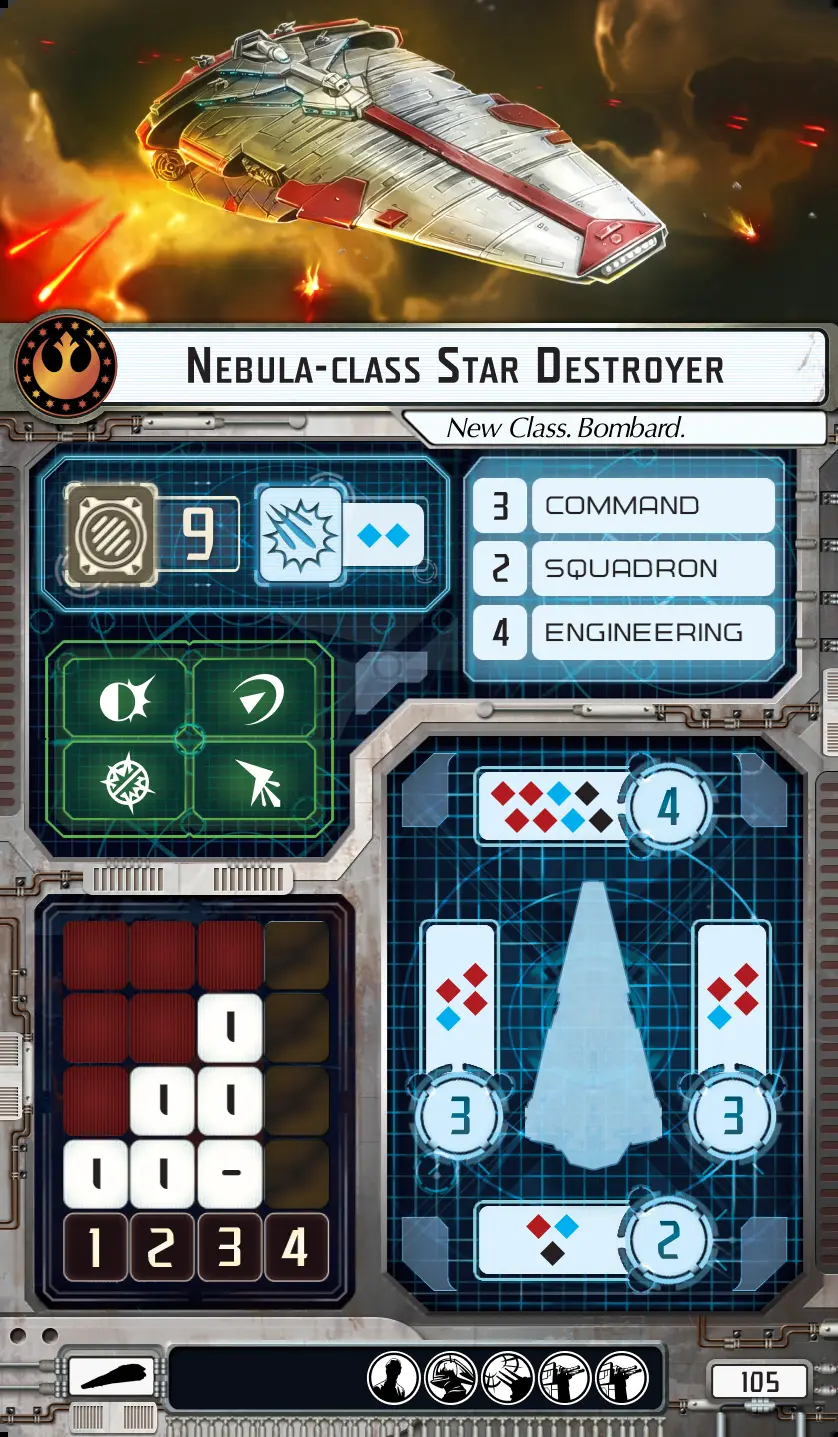 Nebula-class Star Destroyer
New Class. Bombard.
9
3 COMMAND
2 SQUADRON
4 ENGINEERING
4
3 3
2
1
1 1
1 1 -
1 2 3 4
105